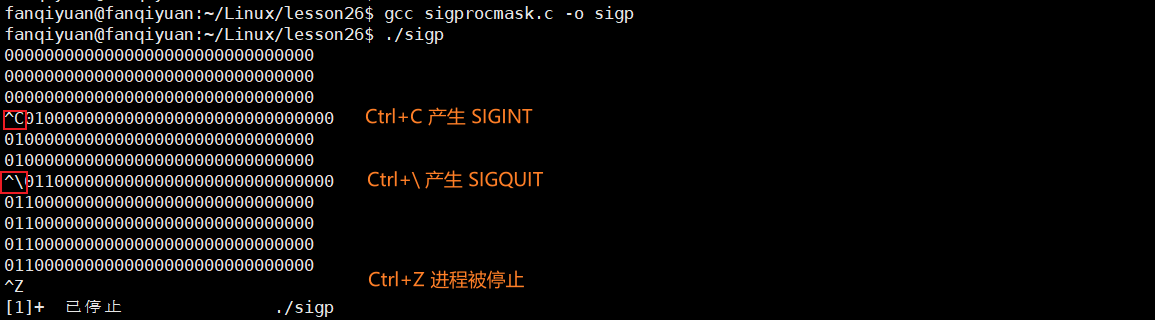 fanqiyuan@fanqiyuan:~/Linux/lesson26$ gcc sigprocmask.c -o sigp
fanqiyuan@fanqiyuan:~/Linux/lesson26$ ./sigp
0000000000000000000000000000000
0000000000000000000000000000000
0000000000000000000000000000000
^C0100000000000000000000000000000 Ctrl+C 产生 SIGINT
0100000000000000000000000000000
0100000000000000000000000000000
^\0110000000000000000000000000000 Ctrl+\ 产生 SIGQUIT
0110000000000000000000000000000
0110000000000000000000000000000
0110000000000000000000000000000
0110000000000000000000000000000
^Z Ctrl+Z 进程被停止
[1]+  已停止               ./sigp